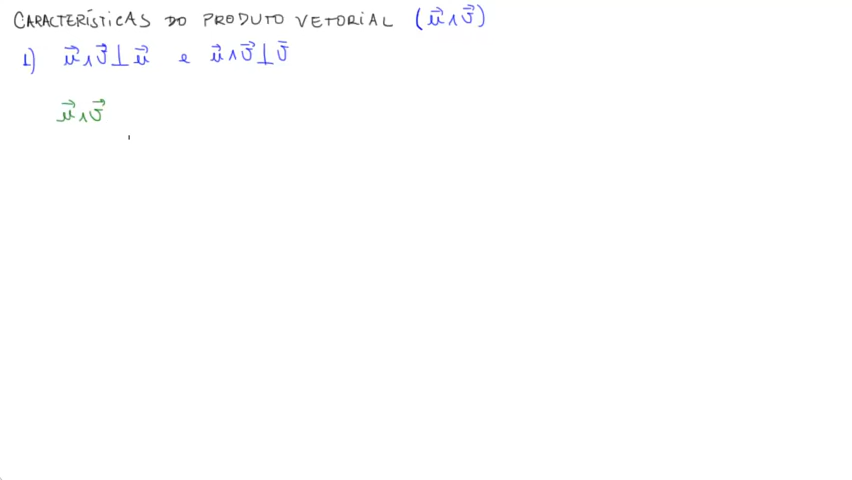 CARACTERÍSTICAS DO PRODUTO VETORIAL (u⃗ ∧ v⃗)
1) u⃗ ∧ v⃗ ⊥ u⃗ e u⃗ ∧ v⃗ ⊥ v⃗
u⃗ ∧ v⃗